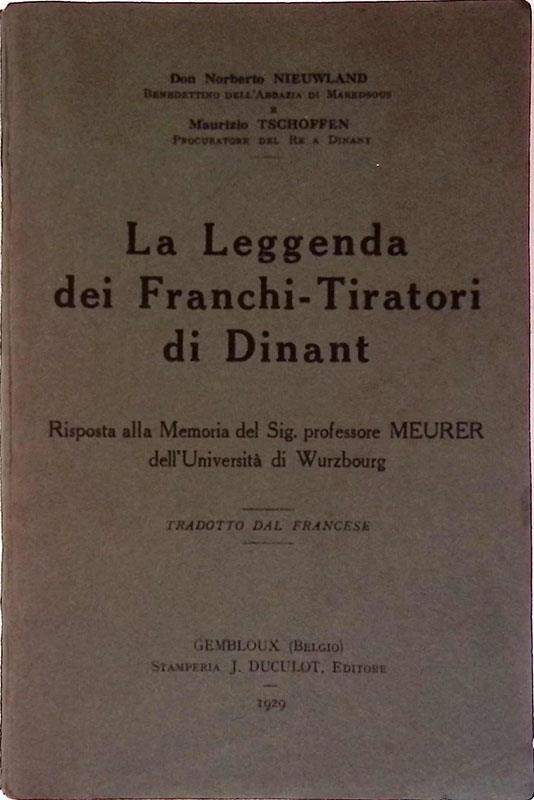 Don Norberto NIEUWLAND
BENEDETTINO DELL'ABBAZIA DI MAREDSOUS
E
Maurizio TSCHOFFEN
PROCURATORE DEL RE A DINANT
La Leggenda
dei Franchi-Tiratori
di Dinant
Risposta alla Memoria del Sig. professore MEURER
dell'Università di Wurzbourg
TRADOTTO DAL FRANCESE
GEMBLOUX (BELGIO)
STAMPERIA J. DUCULOT, EDITORE
1929